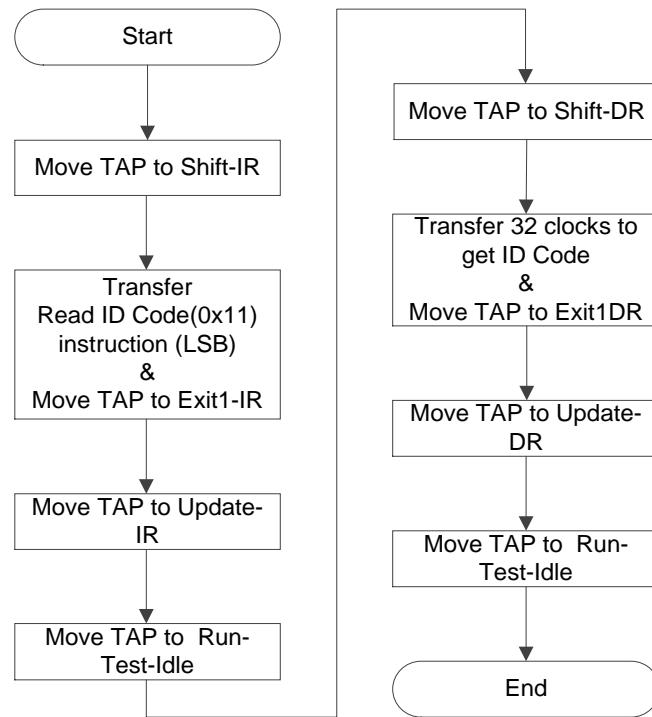 Start
Move TAP to Shift-IR
Transfer
Read ID Code(0x11)
instruction (LSB)
&
Move TAP to Exit1-IR
Move TAP to Update-
IR
Move TAP to  Run-
Test-Idle
Move TAP to Shift-DR
Transfer 32 clocks to
get ID Code
&
Move TAP to Exit1DR
Move TAP to Update-
DR
Move TAP to  Run-
Test-Idle
End